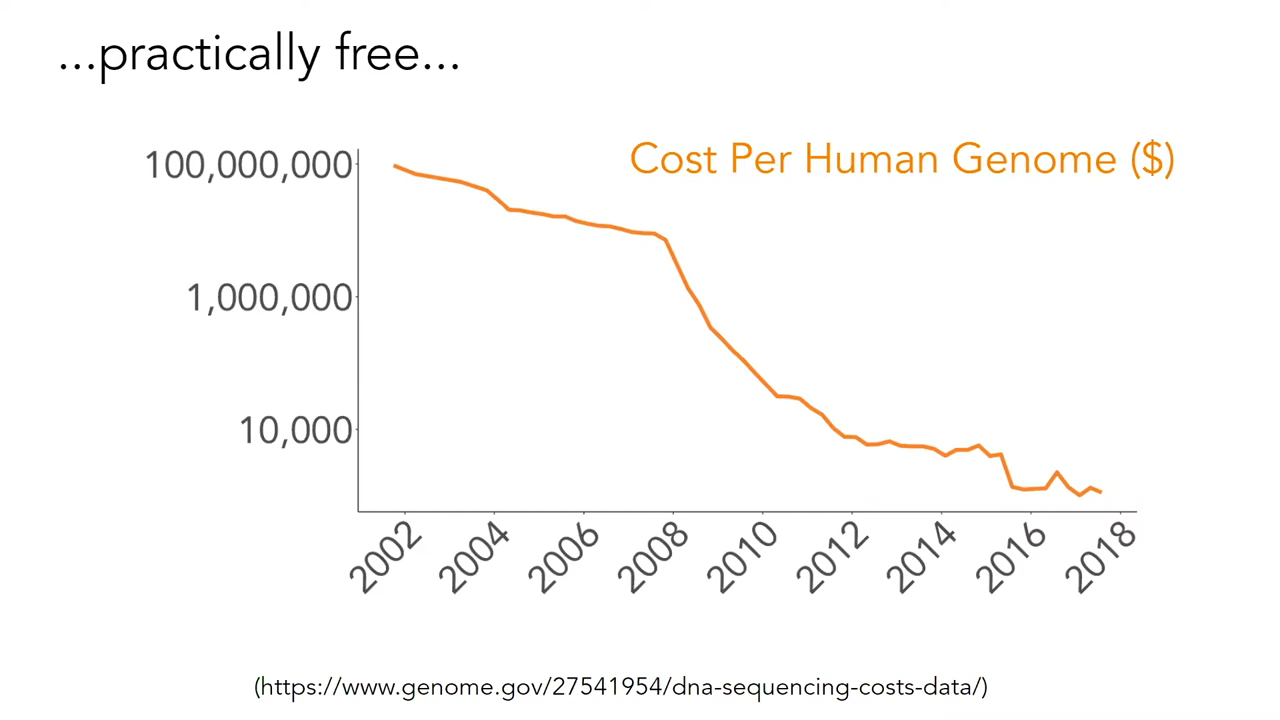 ...practically free...
Cost Per Human Genome ($)
100,000,000
1,000,000
10,000
2002 2004 2006 2008 2010 2012 2014 2016 2018
(https://www.genome.gov/27541954/dna-sequencing-costs-data/)